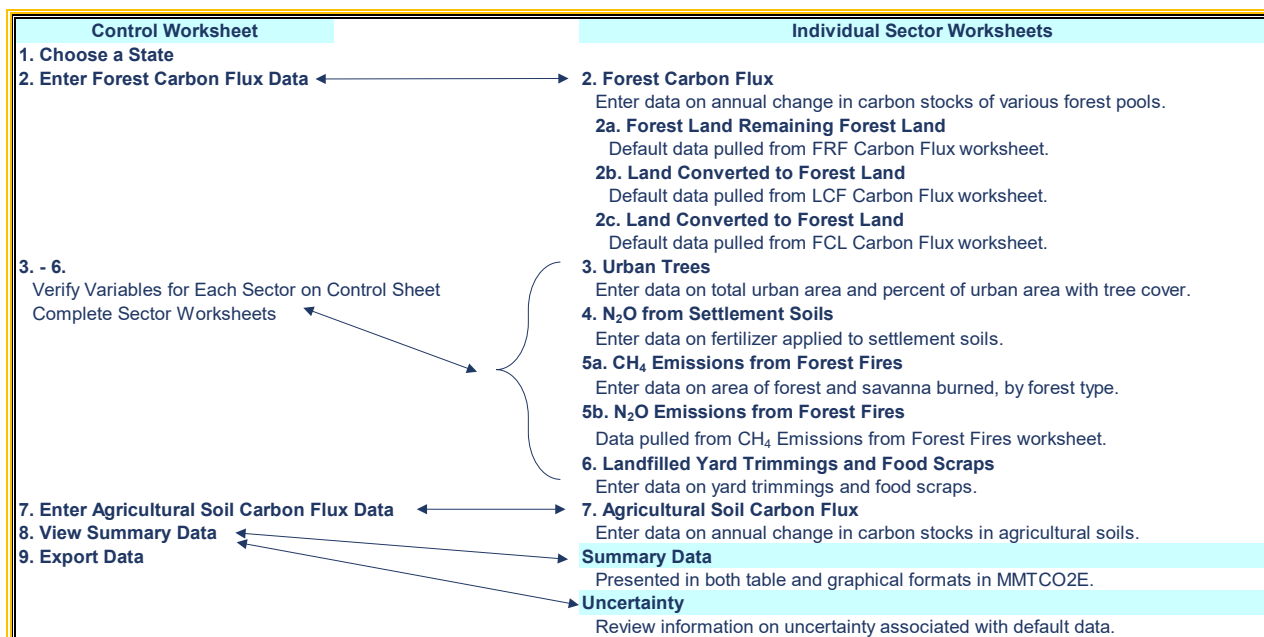 Control Worksheet
1. Choose a State
2. Enter Forest Carbon Flux Data
3. - 6.
Verify Variables for Each Sector on Control Sheet
Complete Sector Worksheets
7. Enter Agricultural Soil Carbon Flux Data
8. View Summary Data
9. Export Data
Individual Sector Worksheets
2. Forest Carbon Flux
Enter data on annual change in carbon stocks of various forest pools.
2a. Forest Land Remaining Forest Land
Default data pulled from FRF Carbon Flux worksheet.
2b. Land Converted to Forest Land
Default data pulled from LCF Carbon Flux worksheet.
2c. Land Converted to Forest Land
Default data pulled from FCL Carbon Flux worksheet.
3. Urban Trees
Enter data on total urban area and percent of urban area with tree cover.
4. N₂O from Settlement Soils
Enter data on fertilizer applied to settlement soils.
5a. CH₄ Emissions from Forest Fires
Enter data on area of forest and savanna burned, by forest type.
5b. N₂O Emissions from Forest Fires
Data pulled from CH₄ Emissions from Forest Fires worksheet.
6. Landfilled Yard Trimmings and Food Scraps
Enter data on yard trimmings and food scraps.
7. Agricultural Soil Carbon Flux
Enter data on annual change in carbon stocks in agricultural soils.
Summary Data
Presented in both table and graphical formats in MMTCO2E.
Uncertainty
Review information on uncertainty associated with default data.